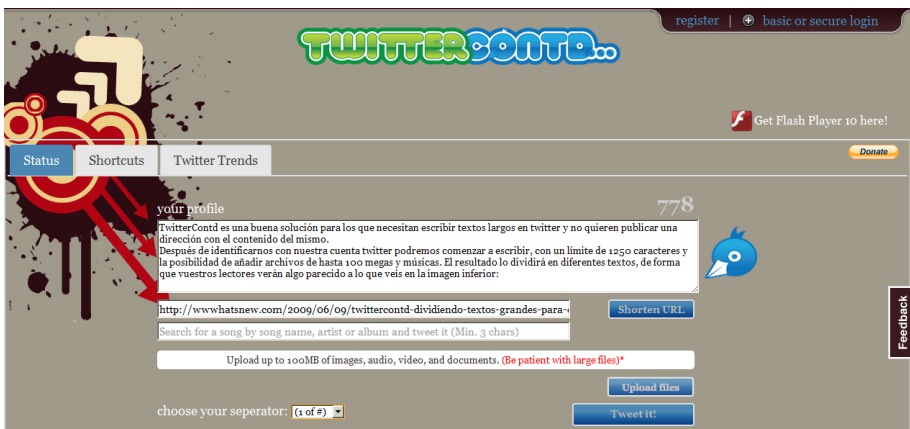 register | basic or secure login
TWITTERCONTD...
Get Flash Player 10 here!
Status Shortcuts Twitter Trends
Donate
your profile 778
TwitterContd es una buena solución para los que necesitan escribir textos largos en twitter y no quieren publicar una
dirección con el contenido del mismo.
Después de identificarnos con nuestra cuenta twitter podremos comenzar a escribir, con un límite de 1250 caracteres y
la posibilidad de añadir archivos de hasta 100 megas y músicas. El resultado lo dividirá en diferentes textos, de forma
que vuestros lectores verán algo parecido a lo que veis en la imagen inferior:
http://wwwhatsnew.com/2009/06/09/twittercontd-dividiendo-textos-grandes-para- Shorten URL
Search for a song by song name, artist or album and tweet it (Min. 3 chars)
Feedback
Upload up to 100MB of images, audio, video, and documents. (Be patient with large files)*
Upload files
choose your seperator: (1 of #) Tweet it!